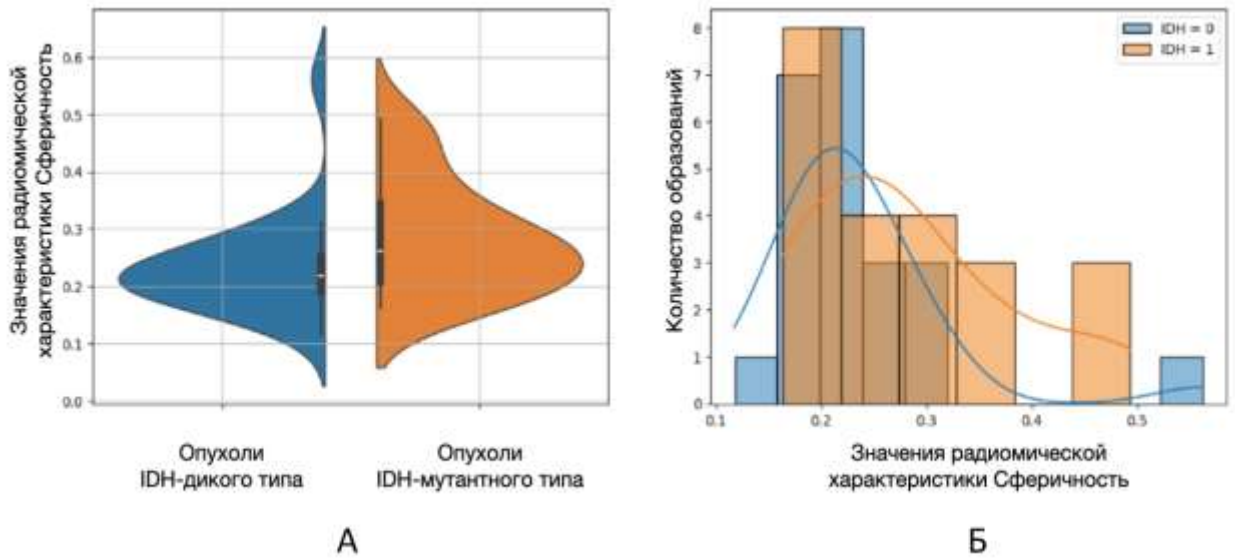 Значения радиомической
характеристики Сферичность
0.6
0.5
0.4
0.3
0.2
0.1
0.0
Опухоли
IDH-дикого типа
Опухоли
IDH-мутантного типа
А
Количество образований
8
7
6
5
4
3
2
1
0
IDH = 0
IDH = 1
0.1
0.2
0.3
0.4
0.5
Значения радиомической
характеристики Сферичность
Б